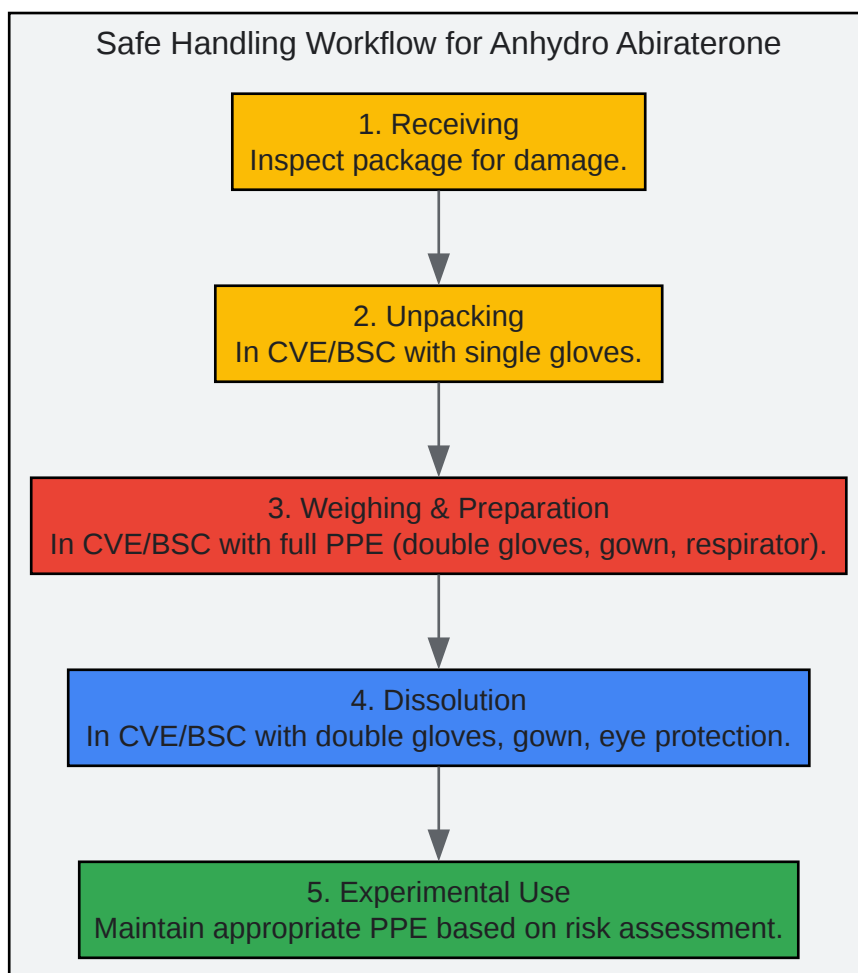 Safe Handling Workflow for Anhydro Abiraterone
1. Receiving
Inspect package for damage.
2. Unpacking
In CVE/BSC with single gloves.
3. Weighing & Preparation
In CVE/BSC with full PPE (double gloves, gown, respirator).
4. Dissolution
In CVE/BSC with double gloves, gown, eye protection.
5. Experimental Use
Maintain appropriate PPE based on risk assessment.